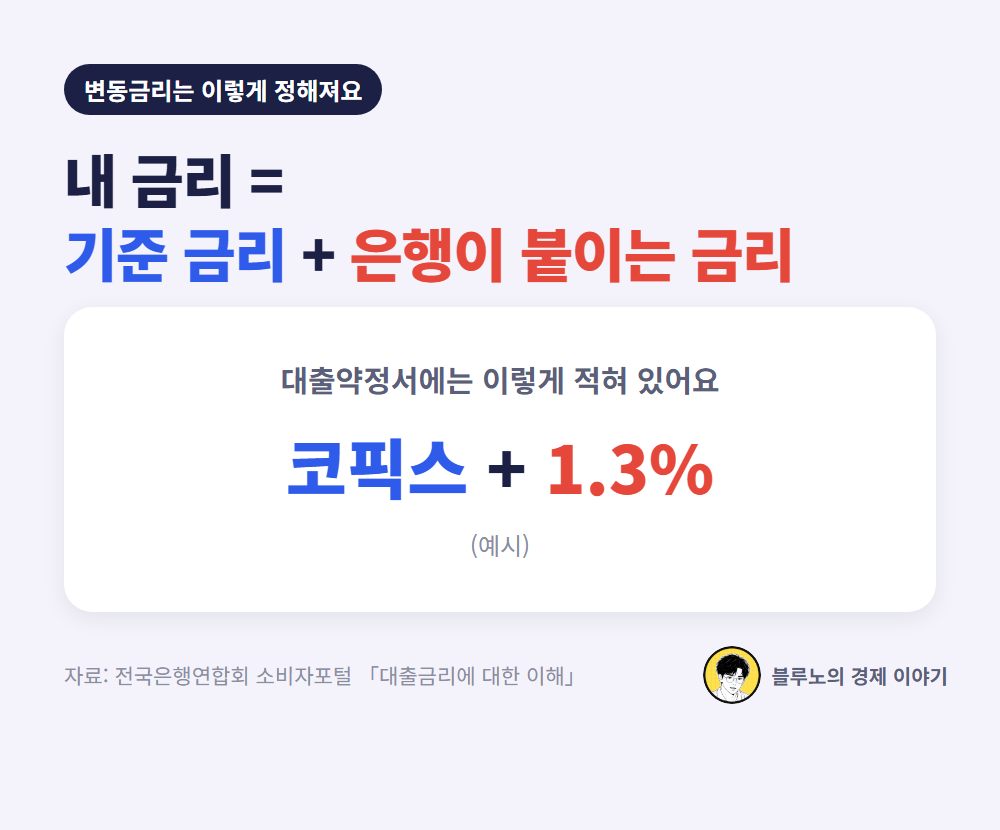 변동금리는 이렇게 정해져요
내 금리 =
기준 금리 + 은행이 붙이는 금리
대출약정서에는 이렇게 적혀 있어요
코픽스 + 1.3%
(예시)
자료: 전국은행연합회 소비자포털 「대출금리에 대한 이해」
블루노의 경제 이야기